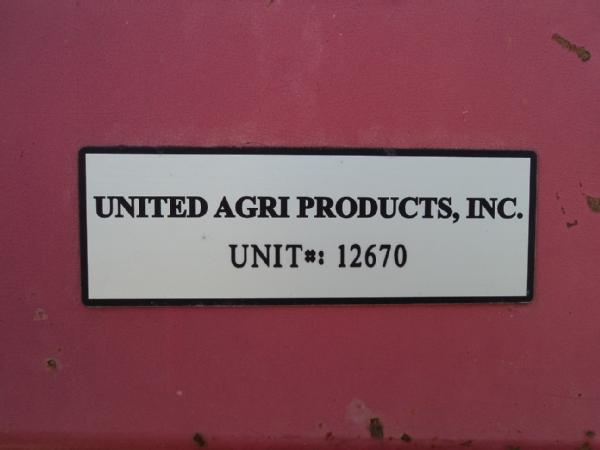 UNITED AGRI PRODUCTS, INC.
UNIT#: 12670